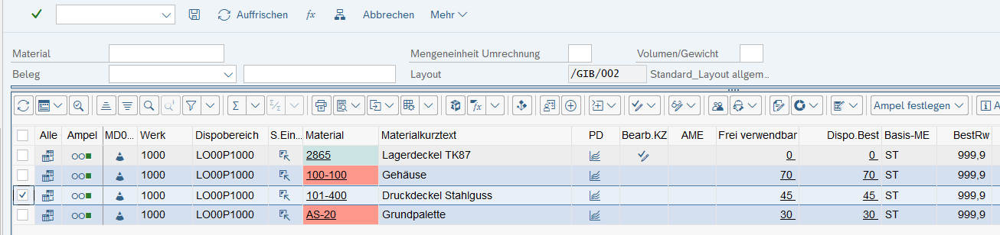 Auffrischen fx Abbrechen Mehr
Material Mengeneinheit Umrechnung Volumen/Gewicht
Beleg Layout /GIB/002 Standard_Layout allgem…
Σ Σ/Σ fx Ampel festlegen A
Alle Ampel MD0... Werk Dispobereich S.Ein... Material Materialkurztext PD Bearb.KZ AME Frei verwendbar Dispo.Best Basis-ME BestRw
1000 LO00P1000 2865 Lagerdeckel TK87 0 0 ST 999,9
1000 LO00P1000 100-100 Gehäuse 70 70 ST 999,9
1000 LO00P1000 101-400 Druckdeckel Stahlguss 45 45 ST 999,9
1000 LO00P1000 AS-20 Grundpalette 30 30 ST 999,9